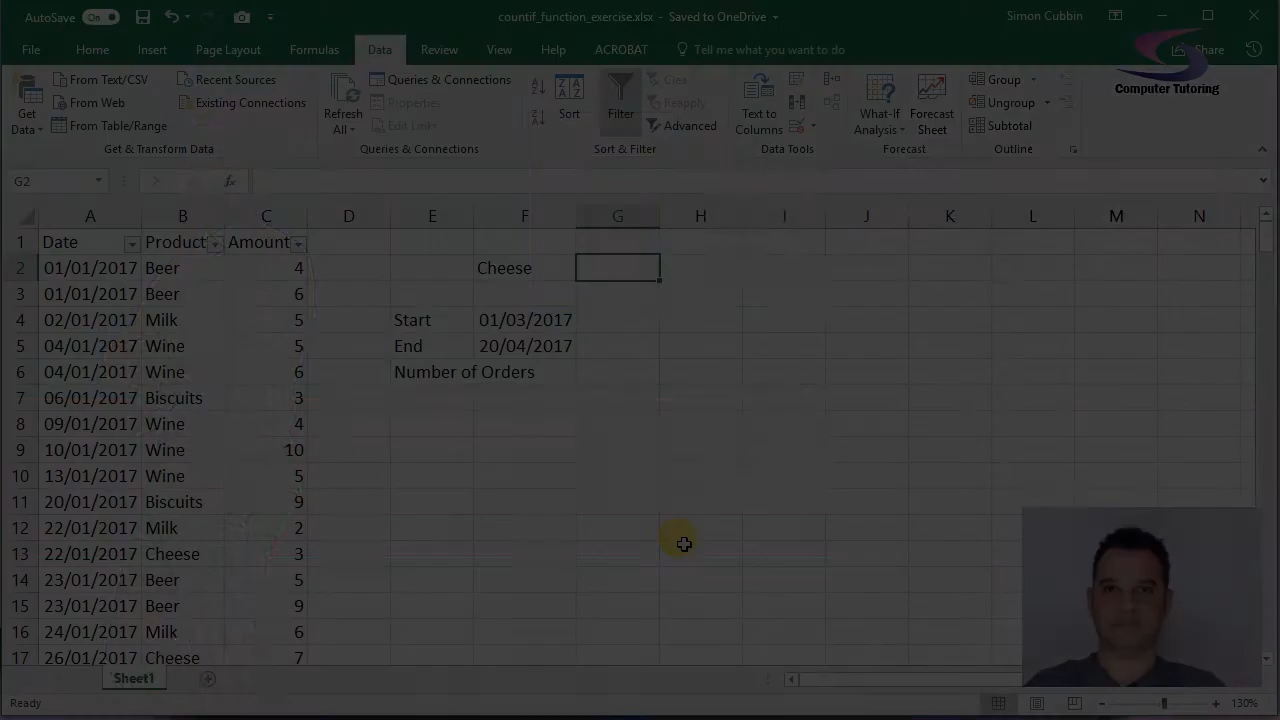 AutoSave On countif_function_exercise.xlsx - Saved to OneDrive Simon Cubbin
File Home Insert Page Layout Formulas Data Review View Help ACROBAT Tell me what you want to do Share
Computer Tutoring
From Text/CSV Recent Sources Queries & Connections Clear Group
From Web Existing Connections Properties Reapply Ungroup
From Table/Range Edit Links Advanced Subtotal
Get Data Refresh All Sort Filter Text to Columns What-If Analysis Forecast Sheet
Get & Transform Data Queries & Connections Sort & Filter Data Tools Forecast Outline
G2 fx
A B C D E F G H I J K L M N
1 Date Product Amount
2 01/01/2017 Beer 4 Cheese
3 01/01/2017 Beer 6
4 02/01/2017 Milk 5 Start 01/03/2017
5 04/01/2017 Wine 5 End 20/04/2017
6 04/01/2017 Wine 6 Number of Orders
7 06/01/2017 Biscuits 3
8 09/01/2017 Wine 4
9 10/01/2017 Wine 10
10 13/01/2017 Wine 5
11 20/01/2017 Biscuits 9
12 22/01/2017 Milk 2
13 22/01/2017 Cheese 3
14 23/01/2017 Beer 5
15 23/01/2017 Beer 9
16 24/01/2017 Milk 6
17 26/01/2017 Cheese 7
Sheet1
Ready 130%